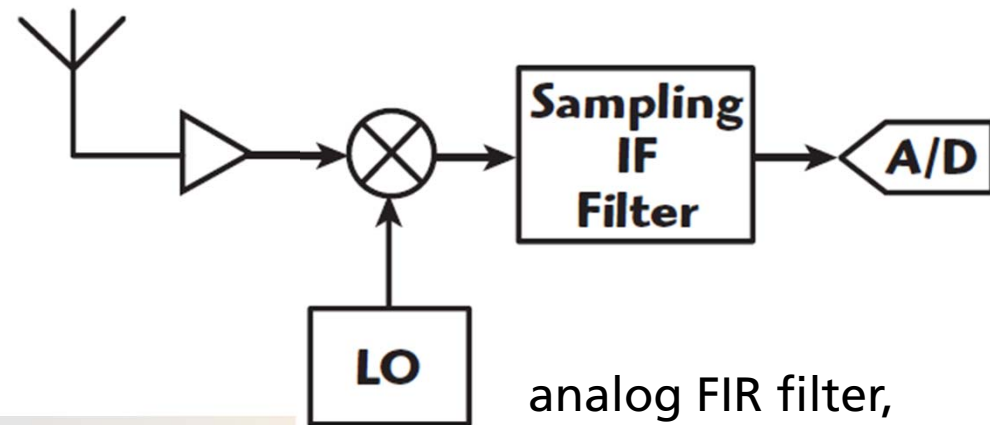 Sampling
IF
Filter
A/D
LO
analog FIR filter,